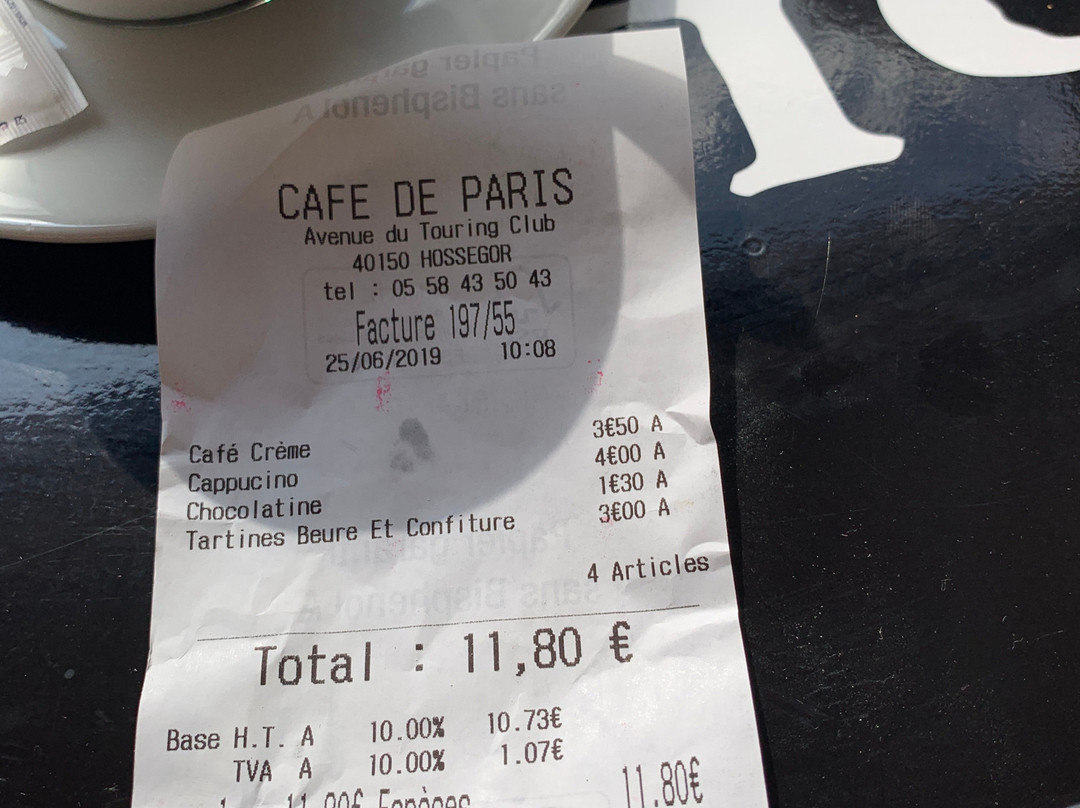 CAFE DE PARIS
Avenue du Touring Club
40150 HOSSEGOR
tel : 05 58 43 50 43
Facture 197/55
25/06/2019 10:08
Café Crème 3€50 A
Cappucino 4€00 A
Chocolatine 1€30 A
Tartines Beure Et Confiture 3€00 A
4 Articles
Total : 11,80 €
Base H.T. A 10.00% 10.73€
TVA A 10.00% 1.07€
Espèces 11.80€